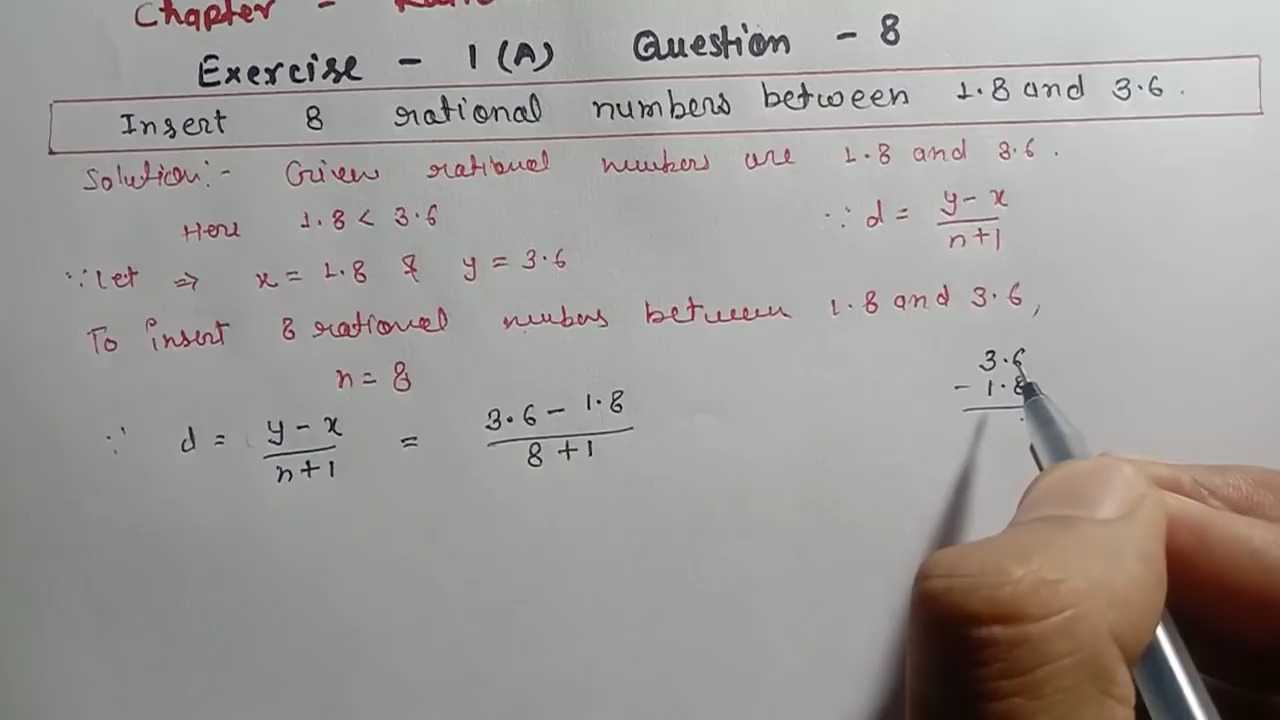 Chapter -
Exercise - 1 (A) Question - 8
Insert 8 rational numbers between 1.8 and 3.6.
Solution:- Given rational numbers are 1.8 and 3.6.
Here 1.8 < 3.6
∵ d = y-x / n+1
∵ let ⇒ x = 1.8 & y = 3.6
To insert 8 rational numbers between 1.8 and 3.6,
n = 8
3.6
- 1.8
∵ d = y-x / n+1 = 3.6 - 1.8 / 8+1